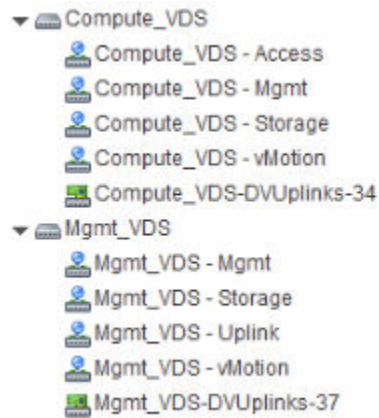 Compute_VDS
Compute_VDS - Access
Compute_VDS - Mgmt
Compute_VDS - Storage
Compute_VDS - vMotion
Compute_VDS-DVUplinks-34
Mgmt_VDS
Mgmt_VDS - Mgmt
Mgmt_VDS - Storage
Mgmt_VDS - Uplink
Mgmt_VDS - vMotion
Mgmt_VDS-DVUplinks-37